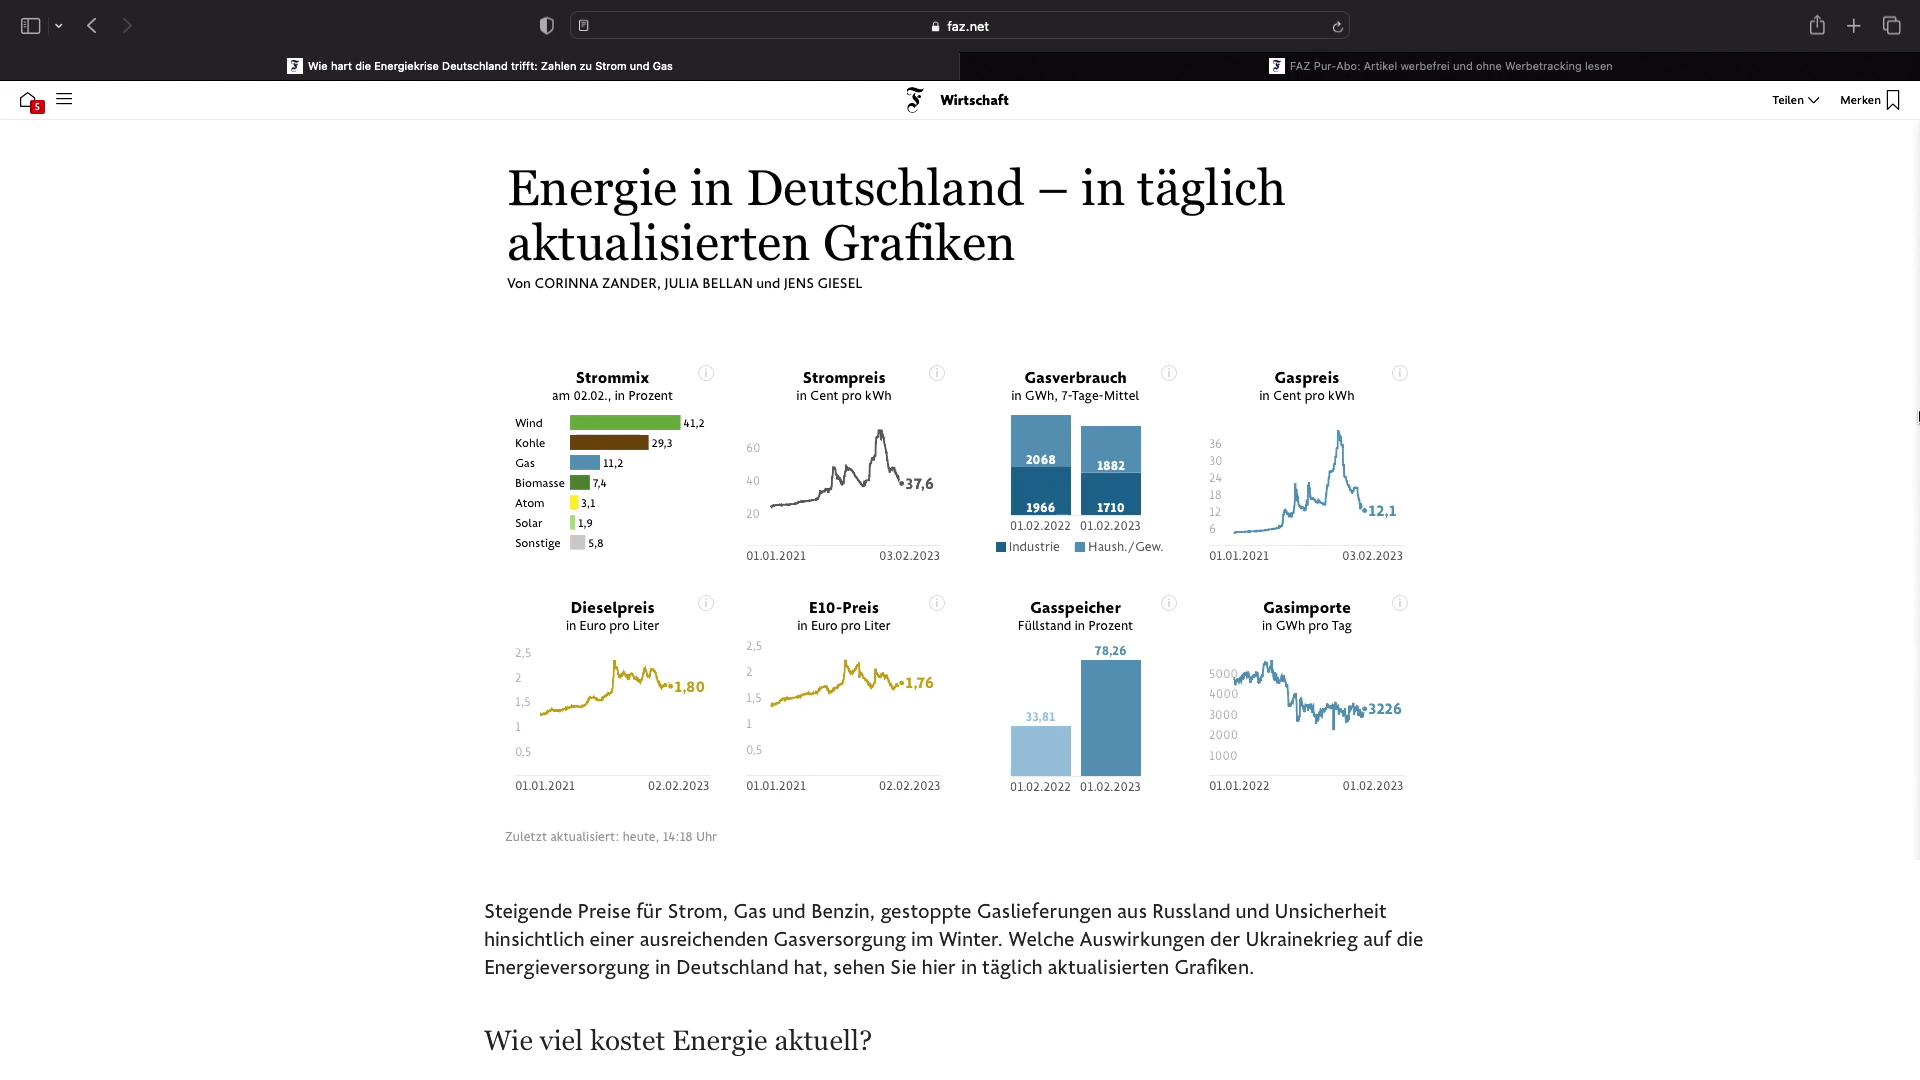 faz.net
Wie hart die Energiekrise Deutschland trifft: Zahlen zu Strom und Gas
FAZ Pur-Abo: Artikel werbefrei und ohne Werbetracking lesen
5
Wirtschaft
Teilen
Merken
Energie in Deutschland – in täglich
aktualisierten Grafiken
Von CORINNA ZANDER, JULIA BELLAN und JENS GIESEL
Strommix
am 02.02., in Prozent
Wind 41,2
Kohle 29,3
Gas 11,2
Biomasse 7,4
Atom 3,1
Solar 1,9
Sonstige 5,8
Strompreis
in Cent pro kWh
60
40
20
37,6
01.01.2021 03.02.2023
Gasverbrauch
in GWh, 7-Tage-Mittel
2068 1882
1966 1710
01.02.2022 01.02.2023
Industrie Haush./Gew.
Gaspreis
in Cent pro kWh
36
30
24
18
12
6
12,1
01.01.2021 03.02.2023
Dieselpreis
in Euro pro Liter
2,5
2
1,5
1
0,5
1,80
01.01.2021 02.02.2023
E10-Preis
in Euro pro Liter
2,5
2
1,5
1
0,5
1,76
01.01.2021 02.02.2023
Gasspeicher
Füllstand in Prozent
78,26
33,81
01.02.2022 01.02.2023
Gasimporte
in GWh pro Tag
5000
4000
3000
2000
1000
3226
01.01.2022 01.02.2023
Zuletzt aktualisiert: heute, 14:18 Uhr
Steigende Preise für Strom, Gas und Benzin, gestoppte Gaslieferungen aus Russland und Unsicherheit
hinsichtlich einer ausreichenden Gasversorgung im Winter. Welche Auswirkungen der Ukrainekrieg auf die
Energieversorgung in Deutschland hat, sehen Sie hier in täglich aktualisierten Grafiken.
Wie viel kostet Energie aktuell?